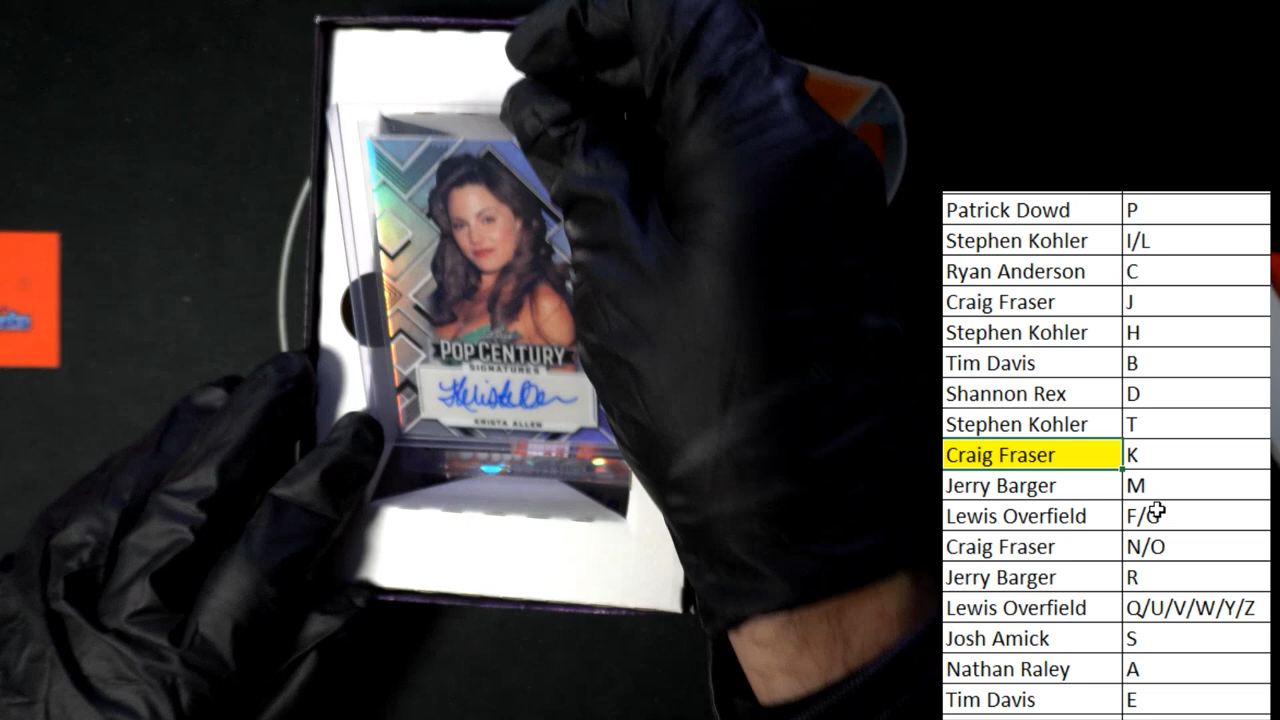 POP CENTURY
SIGNATURES
KRISTA ALLEN
Patrick Dowd P
Stephen Kohler I/L
Ryan Anderson C
Craig Fraser J
Stephen Kohler H
Tim Davis B
Shannon Rex D
Stephen Kohler T
Craig Fraser K
Jerry Barger M
Lewis Overfield F/G
Craig Fraser N/O
Jerry Barger R
Lewis Overfield Q/U/V/W/Y/Z
Josh Amick S
Nathan Raley A
Tim Davis E